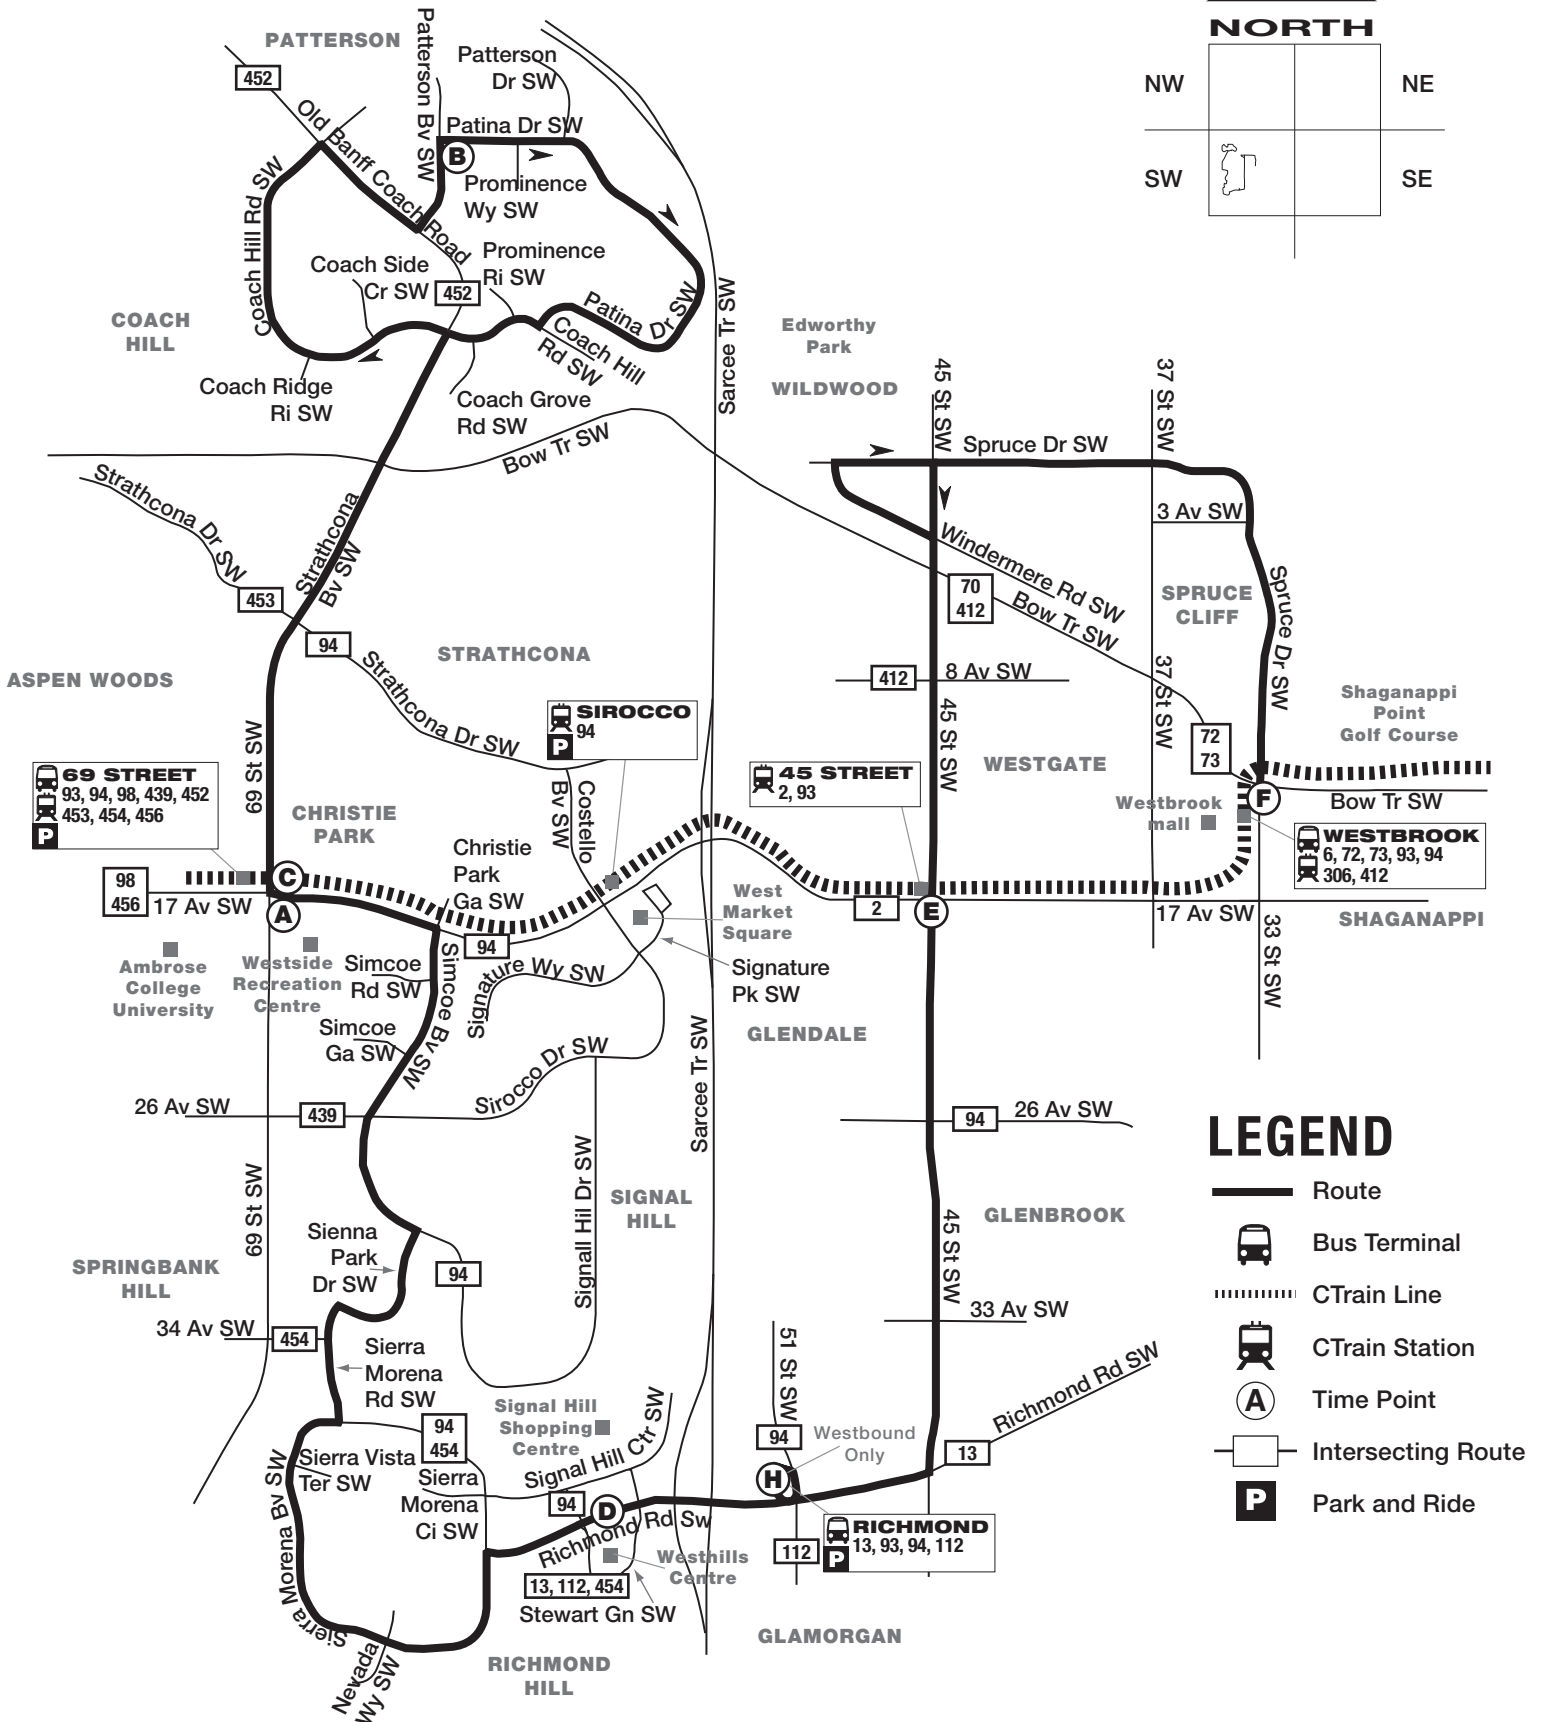 NORTH
NW
NE
SW
SE
PATTERSON
452
Patterson Bv SW
Patterson
Dr SW
Old Banff Coach Road
Patina Dr SW
B
Prominence
Wy SW
Coach Hill Rd SW
Coach Side
Cr SW
452
Prominence
Ri SW
Patina Dr SW
Coach Hill
Rd SW
Sarcee Tr SW
COACH
HILL
Coach Ridge
Ri SW
Coach Grove
Rd SW
Bow Tr SW
Edworthy
Park
WILDWOOD
45 St SW
37 St SW
Spruce Dr SW
Strathcona Dr SW
Strathcona
Bv SW
453
94
3 Av SW
Windermere Rd SW
Bow Tr SW
70
412
SPRUCE
CLIFF
Spruce Dr SW
STRATHCONA
ASPEN WOODS
Strathcona Dr SW
412
8 Av SW
37 St SW
45 St SW
Shaganappi
Point
Golf Course
SIROCCO
94
P
72
73
WESTGATE
69 St SW
69 STREET
93, 94, 98, 439, 452
453, 454, 456
P
45 STREET
2, 93
CHRISTIE
PARK
Costello
Bv SW
Westbrook
mall
F
Bow Tr SW
WESTBROOK
6, 72, 73, 93, 94
306, 412
Christie
Park
Ga SW
98
456
17 Av SW
C
A
West
Market
Square
2
E
17 Av SW
SHAGANAPPI
33 St SW
94
Ambrose
College
University
Westside
Recreation
Centre
Simcoe
Rd SW
Simcoe Bv SW
Signature Wy SW
Signature
Pk SW
Simcoe
Ga SW
GLENDALE
Sirocco Dr SW
Sarcee Tr SW
26 Av SW
439
94
26 Av SW
LEGEND
Route
Bus Terminal
CTrain Line
CTrain Station
A
Time Point
Intersecting Route
P
Park and Ride
69 St SW
Signall Hil Dr SW
SIGNAL
HILL
GLENBROOK
45 St SW
Sienna
Park
Dr SW
94
SPRINGBANK
HILL
34 Av SW
454
33 Av SW
Sierra
Morena
Rd SW
51 St SW
Richmond Rd SW
Signal Hill
Shopping
Centre
Signal Hill Ctr SW
94
454
94
Westbound
Only
13
Sierra Vista
Ter SW
Sierra
Morena
Ci SW
H
Sierra Morena Bv SW
94
D
Richmond Rd Sw
RICHMOND
13, 93, 94, 112
P
112
Westhills
Centre
13, 112, 454
Stewart Gn SW
Sierra
GLAMORGAN
RICHMOND
HILL
Nevada
Wy SW